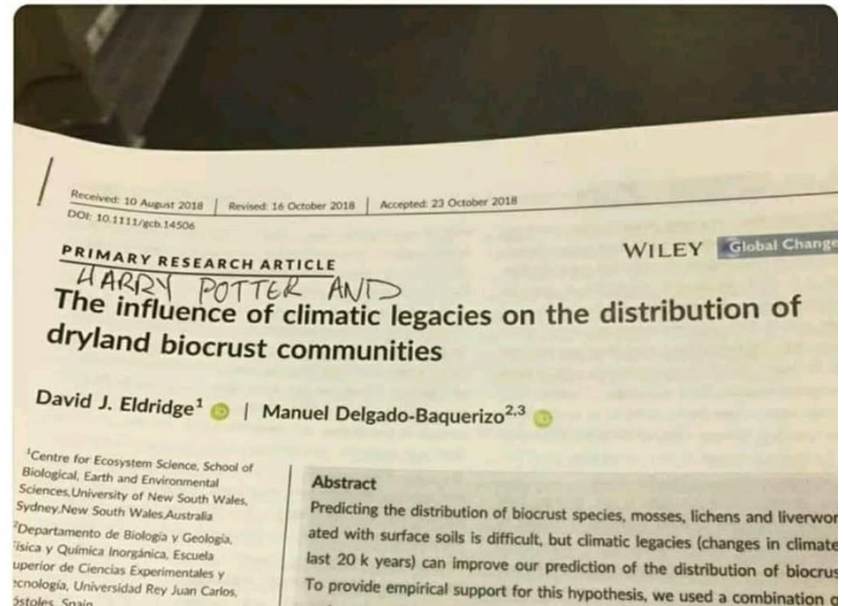 Received: 10 August 2018 | Revised: 16 October 2018 | Accepted: 23 October 2018
DOI: 10.1111/gcb.14506
WILEY Global Change
PRIMARY RESEARCH ARTICLE
HARRY POTTER AND
The influence of climatic legacies on the distribution of
dryland biocrust communities
David J. Eldridge1 | Manuel Delgado-Baquerizo2,3
1Centre for Ecosystem Science, School of
Biological, Earth and Environmental
Sciences,University of New South Wales,
Sydney,New South Wales,Australia
2Departamento de Biología y Geología,
ísica y Química Inorgánica, Escuela
uperior de Ciencias Experimentales y
ecnología, Universidad Rey Juan Carlos,
óstoles, Spain
Abstract
Predicting the distribution of biocrust species, mosses, lichens and liverwor
ated with surface soils is difficult, but climatic legacies (changes in climate
last 20 k years) can improve our prediction of the distribution of biocrus
To provide empirical support for this hypothesis, we used a combination o